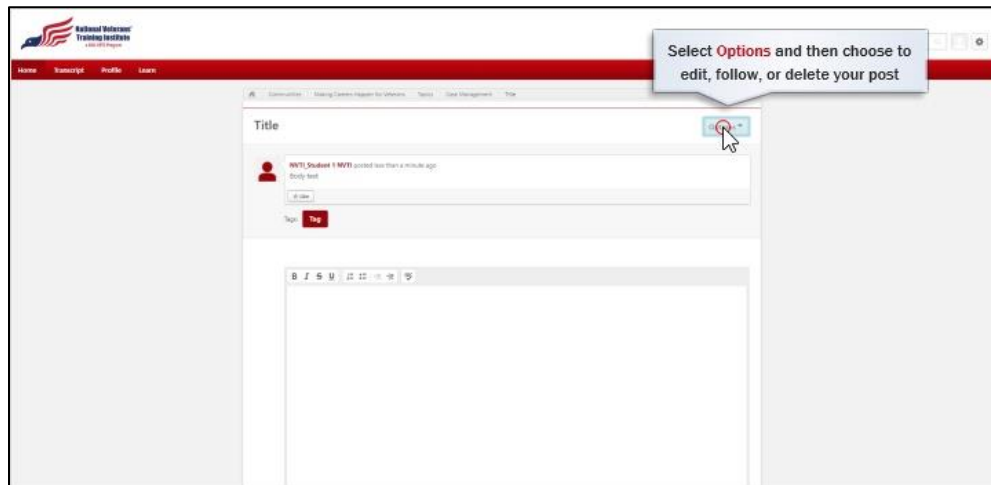 National Veterans'
Training Institute
Select Options and then choose to
edit, follow, or delete your post
Home Transcript Profile Learn
Communities Making Careers Happen for Veterans Topics Case Management Title
Title
NVTI_Student 1 NVTI posted less than a minute ago
Body text
Tags: Tag
B I S U